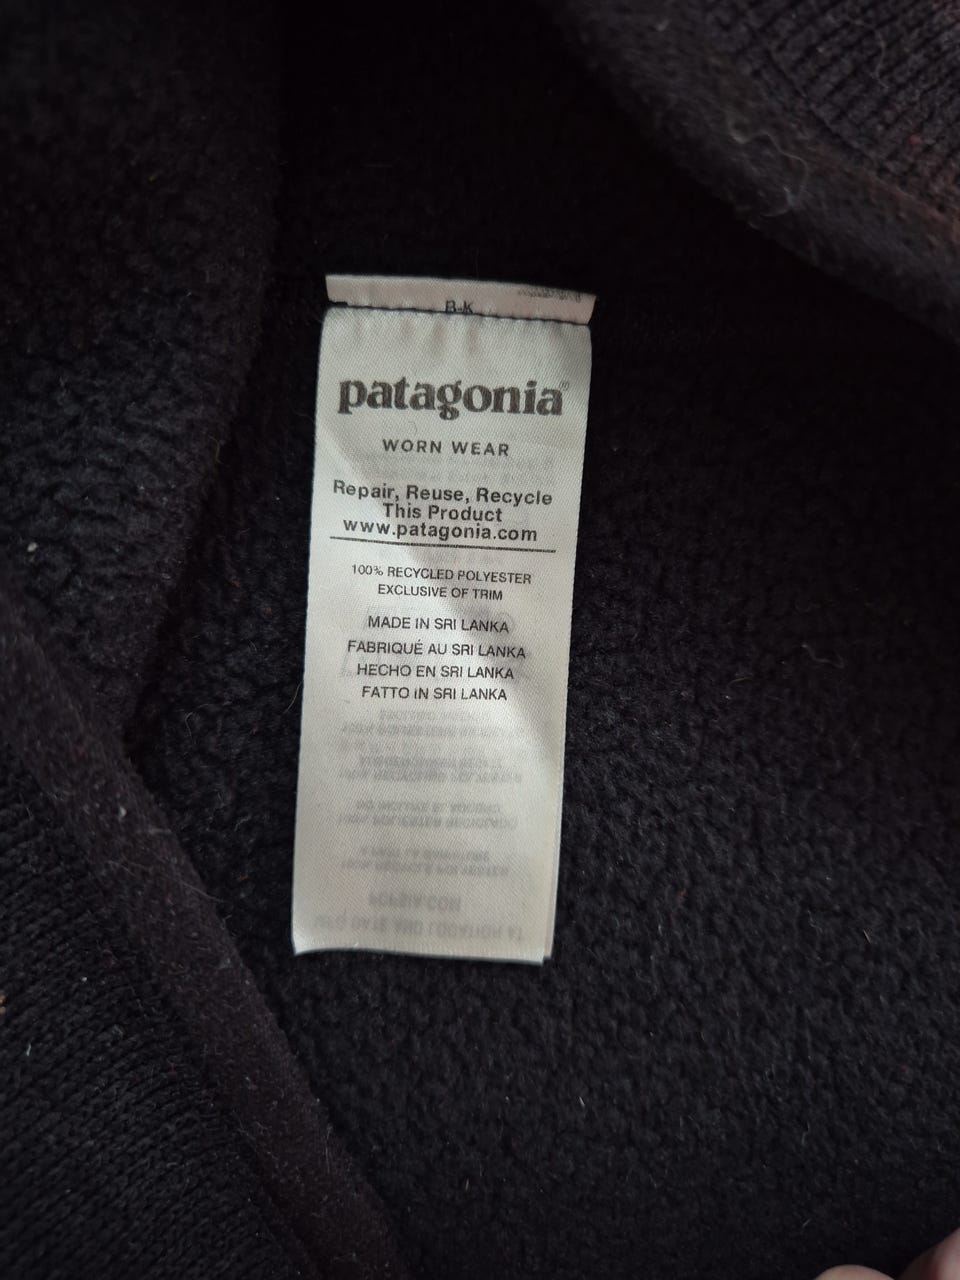 B-K
patagonia®
WORN WEAR
Repair, Reuse, Recycle
This Product
www.patagonia.com
100% RECYCLED POLYESTER
EXCLUSIVE OF TRIM
MADE IN SRI LANKA
FABRIQUÉ AU SRI LANKA
HECHO EN SRI LANKA
FATTO IN SRI LANKA